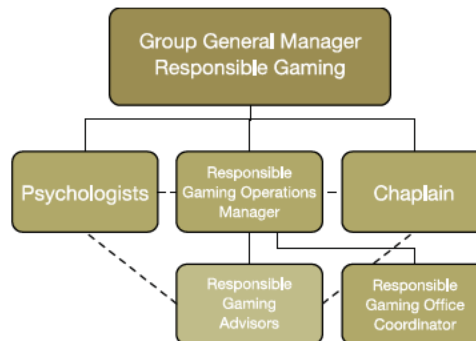 Group General Manager
Responsible Gaming
Psychologists
Responsible
Gaming Operations
Manager
Chaplain
Responsible
Gaming
Advisors
Responsible
Gaming Office
Coordinator